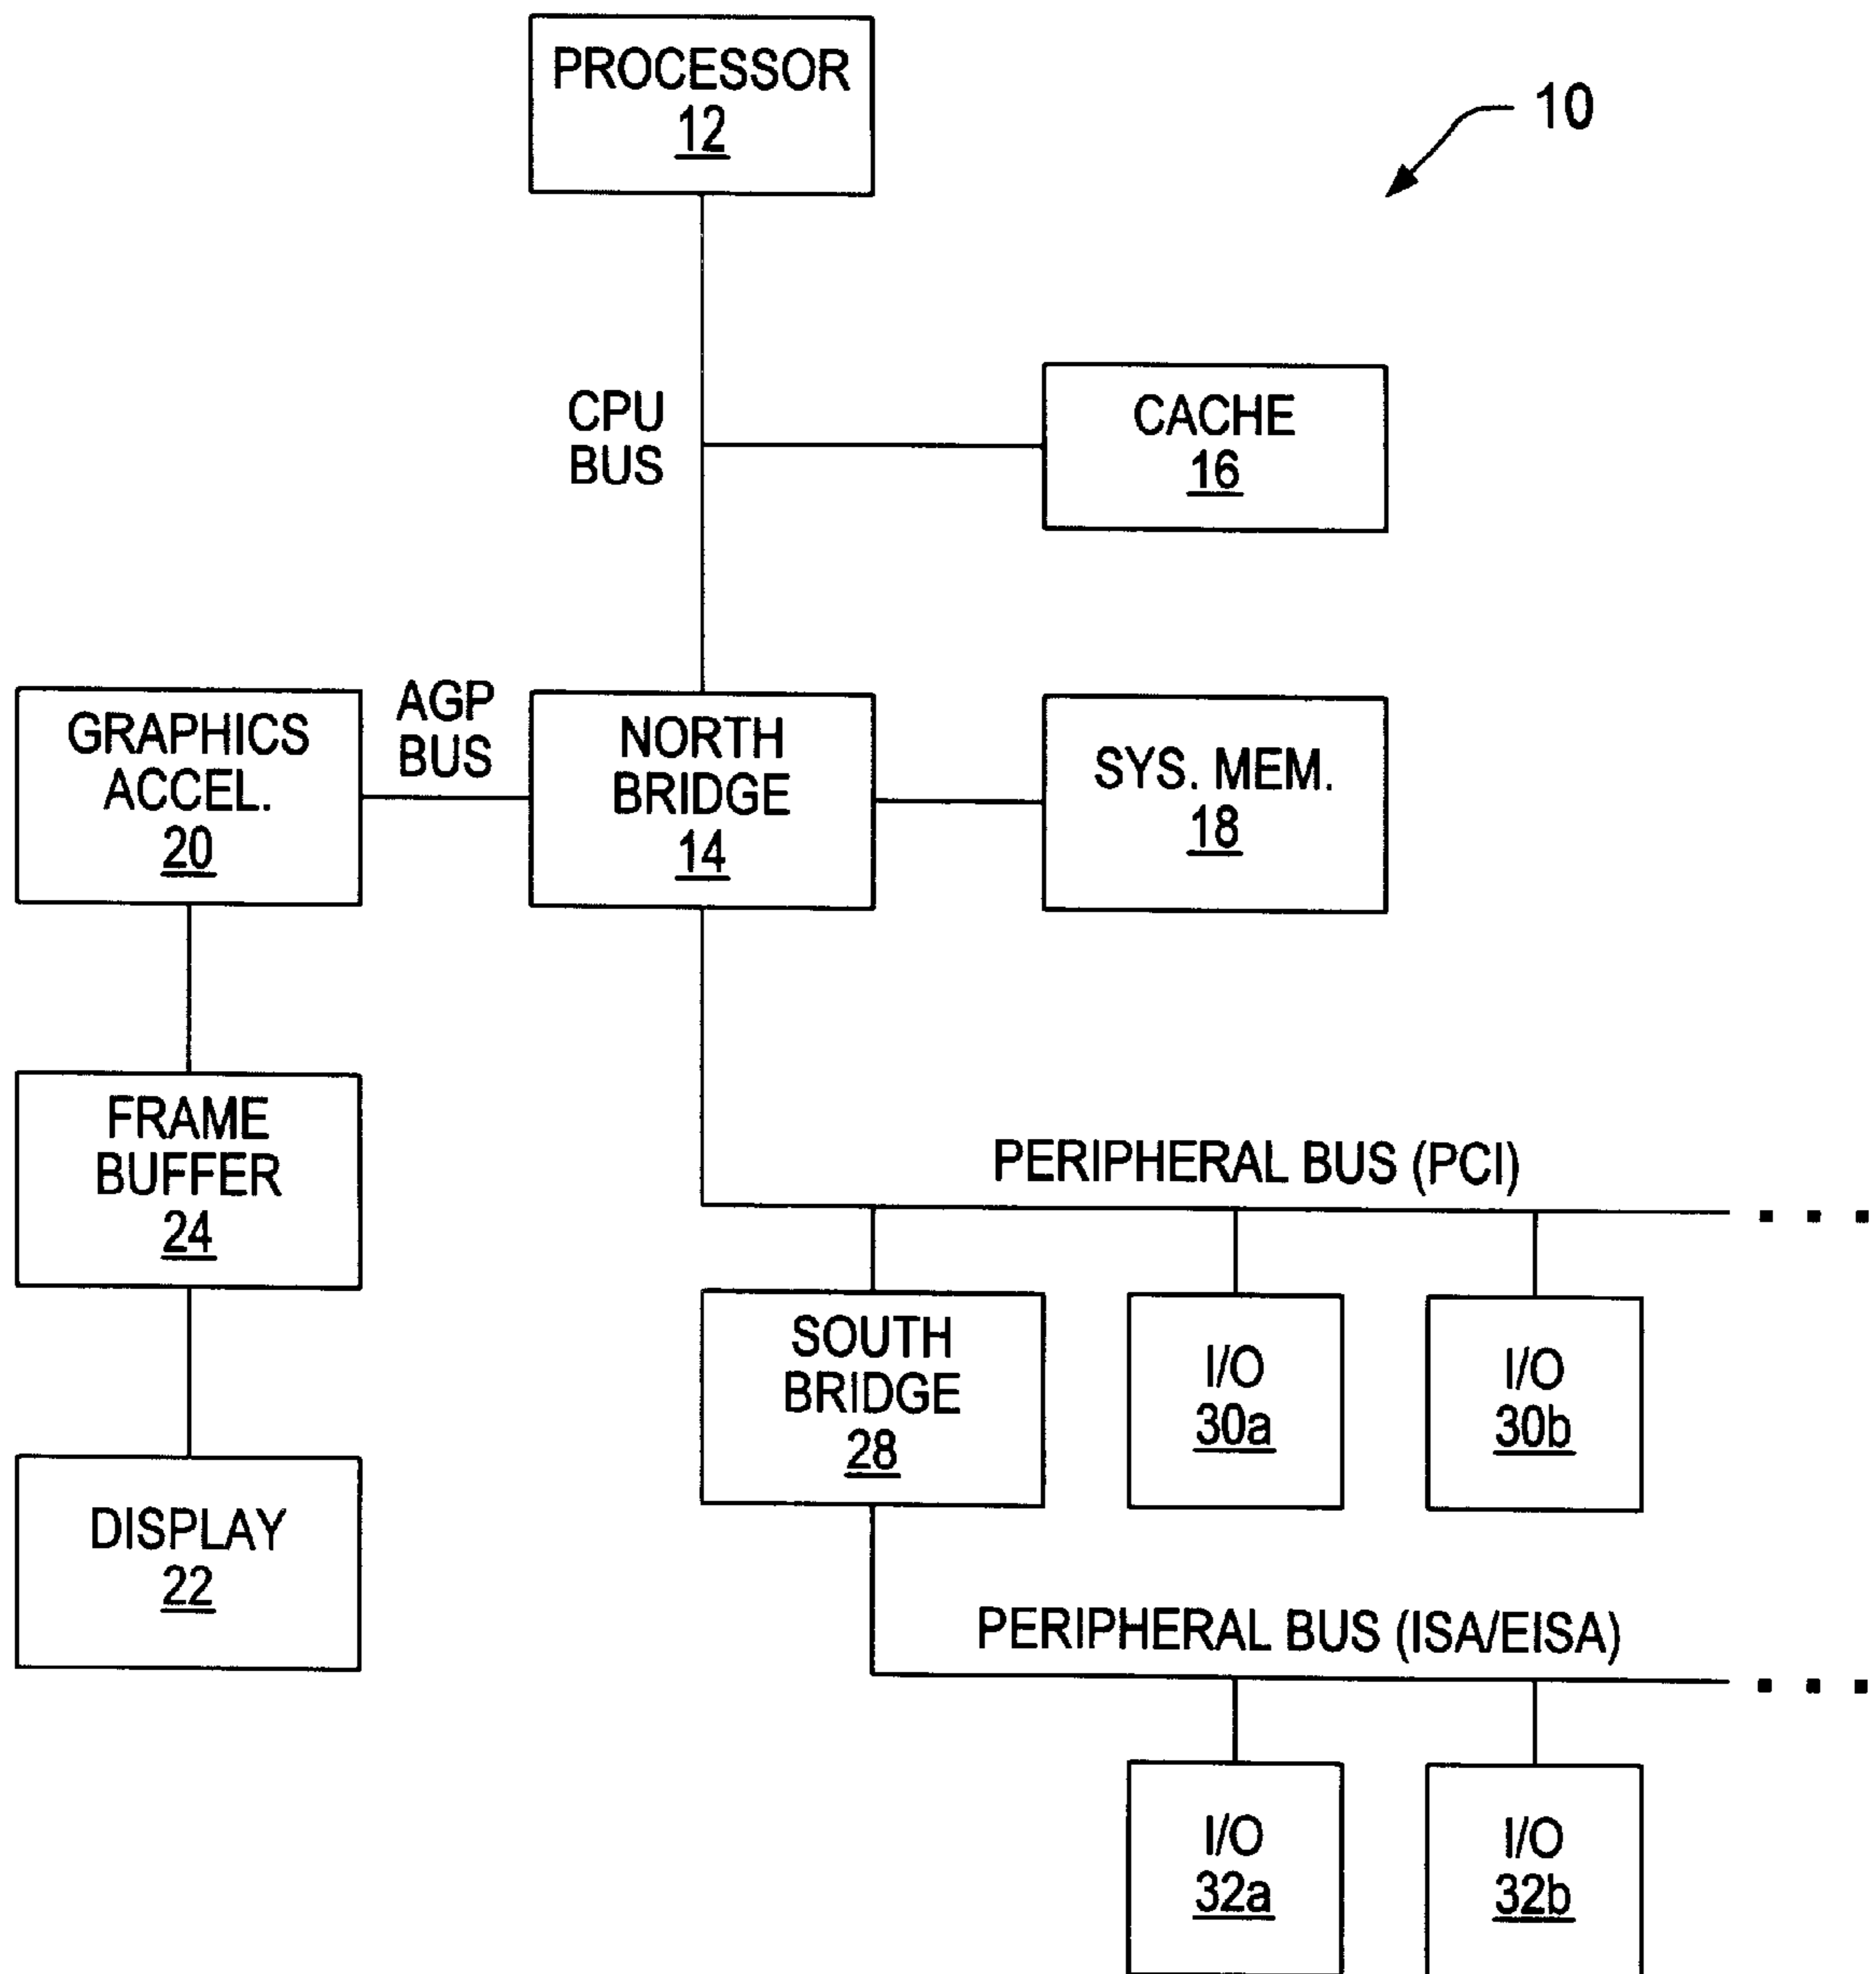 PROCESSOR
12
10
CPU
BUS
CACHE
16
GRAPHICS
ACCEL.
20
AGP
BUS
NORTH
BRIDGE
14
SYS. MEM.
18
FRAME
BUFFER
24
PERIPHERAL BUS (PCI)
SOUTH
BRIDGE
28
I/O
30a
I/O
30b
DISPLAY
22
PERIPHERAL BUS (ISA/EISA)
I/O
32a
I/O
32b